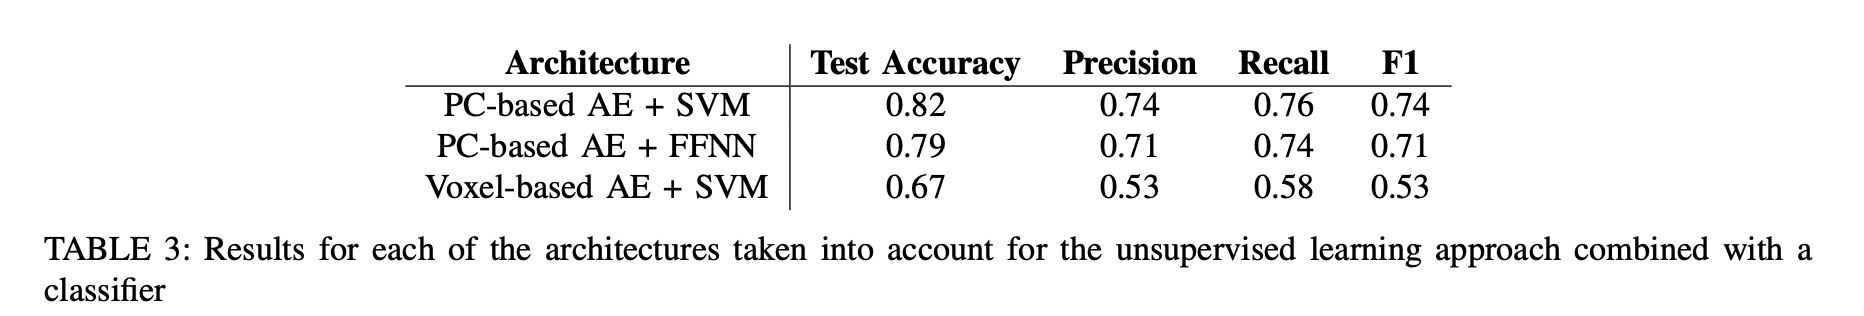 Architecture Test Accuracy Precision Recall F1
PC-based AE + SVM 0.82 0.74 0.76 0.74
PC-based AE + FFNN 0.79 0.71 0.74 0.71
Voxel-based AE + SVM 0.67 0.53 0.58 0.53
TABLE 3: Results for each of the architectures taken into account for the unsupervised learning approach combined with a
classifier